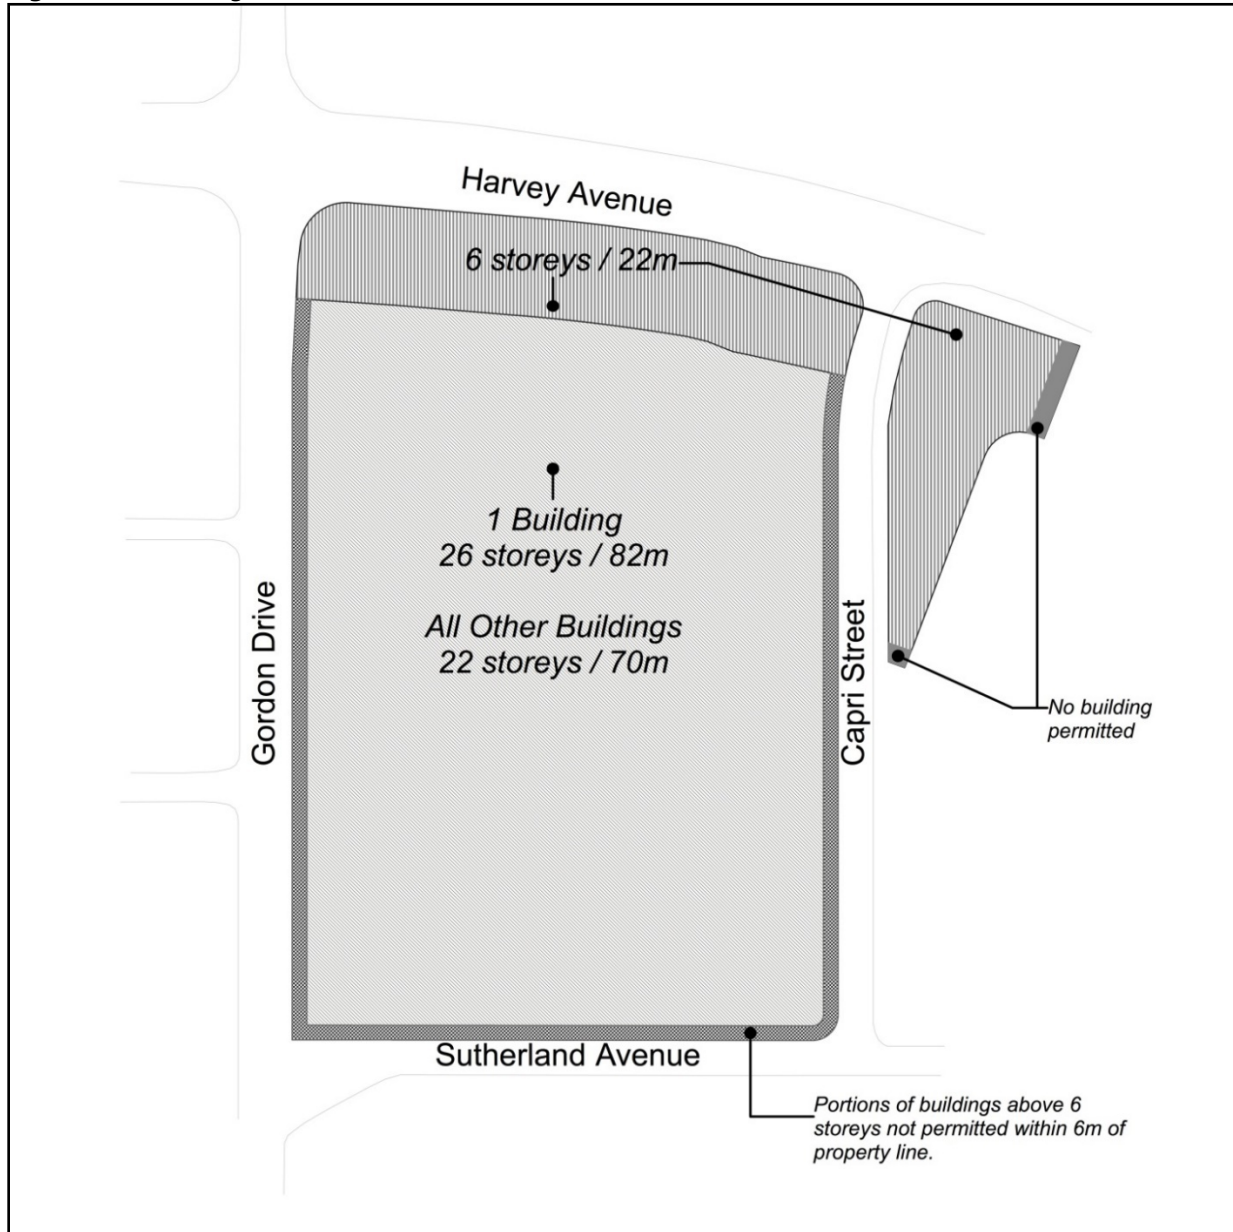 Harvey Avenue
6 storeys / 22m
1 Building
26 storeys / 82m
All Other Buildings
22 storeys / 70m
Gordon Drive
Capri Street
No building
permitted
Sutherland Avenue
Portions of buildings above 6
storeys not permitted within 6m of
property line.